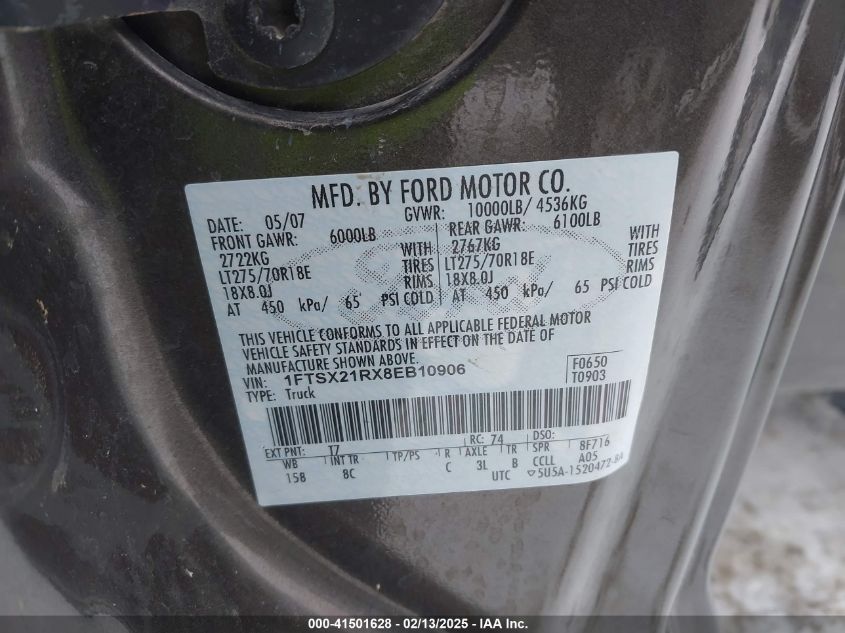 MFD. BY FORD MOTOR CO.
DATE: 05/07 GVWR: 10000LB/ 4536KG
FRONT GAWR: 6000LB REAR GAWR: 6100LB
2722KG WITH 2767KG WITH
LT275/70R18E TIRES LT275/70R18E TIRES
18X8.0J RIMS 18X8.0J RIMS
AT 450 kPa/ 65 PSI COLD AT 450 kPa/ 65 PSI COLD
THIS VEHICLE CONFORMS TO ALL APPLICABLE FEDERAL MOTOR
VEHICLE SAFETY STANDARDS IN EFFECT ON THE DATE OF
MANUFACTURE SHOWN ABOVE.
VIN: 1FTSX21RX8EB10906 F0650
TYPE: Truck T0903
EXT PNT: T7 RC: 74 DSO:
WB INT TR TP/PS R AXLE TR SPR 8F716
158 8C C 3L B CCLL A05
UTC 5U5A-1520472-BA
000-41501628 - 02/13/2025 - Copyright © 2025 IAA, Inc.